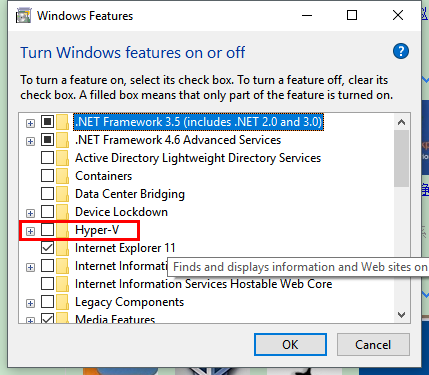 Windows Features
Turn Windows features on or off
To turn a feature on, select its check box. To turn a feature off, clear its
check box. A filled box means that only part of the feature is turned on.
.NET Framework 3.5 (includes .NET 2.0 and 3.0)
.NET Framework 4.6 Advanced Services
Active Directory Lightweight Directory Services
Containers
Data Center Bridging
Device Lockdown
Hyper-V
Internet Explorer 11
Internet Informatio
Finds and displays information and Web sites on
Internet Information Services Hostable Web Core
Legacy Components
Media Features
OK
Cancel